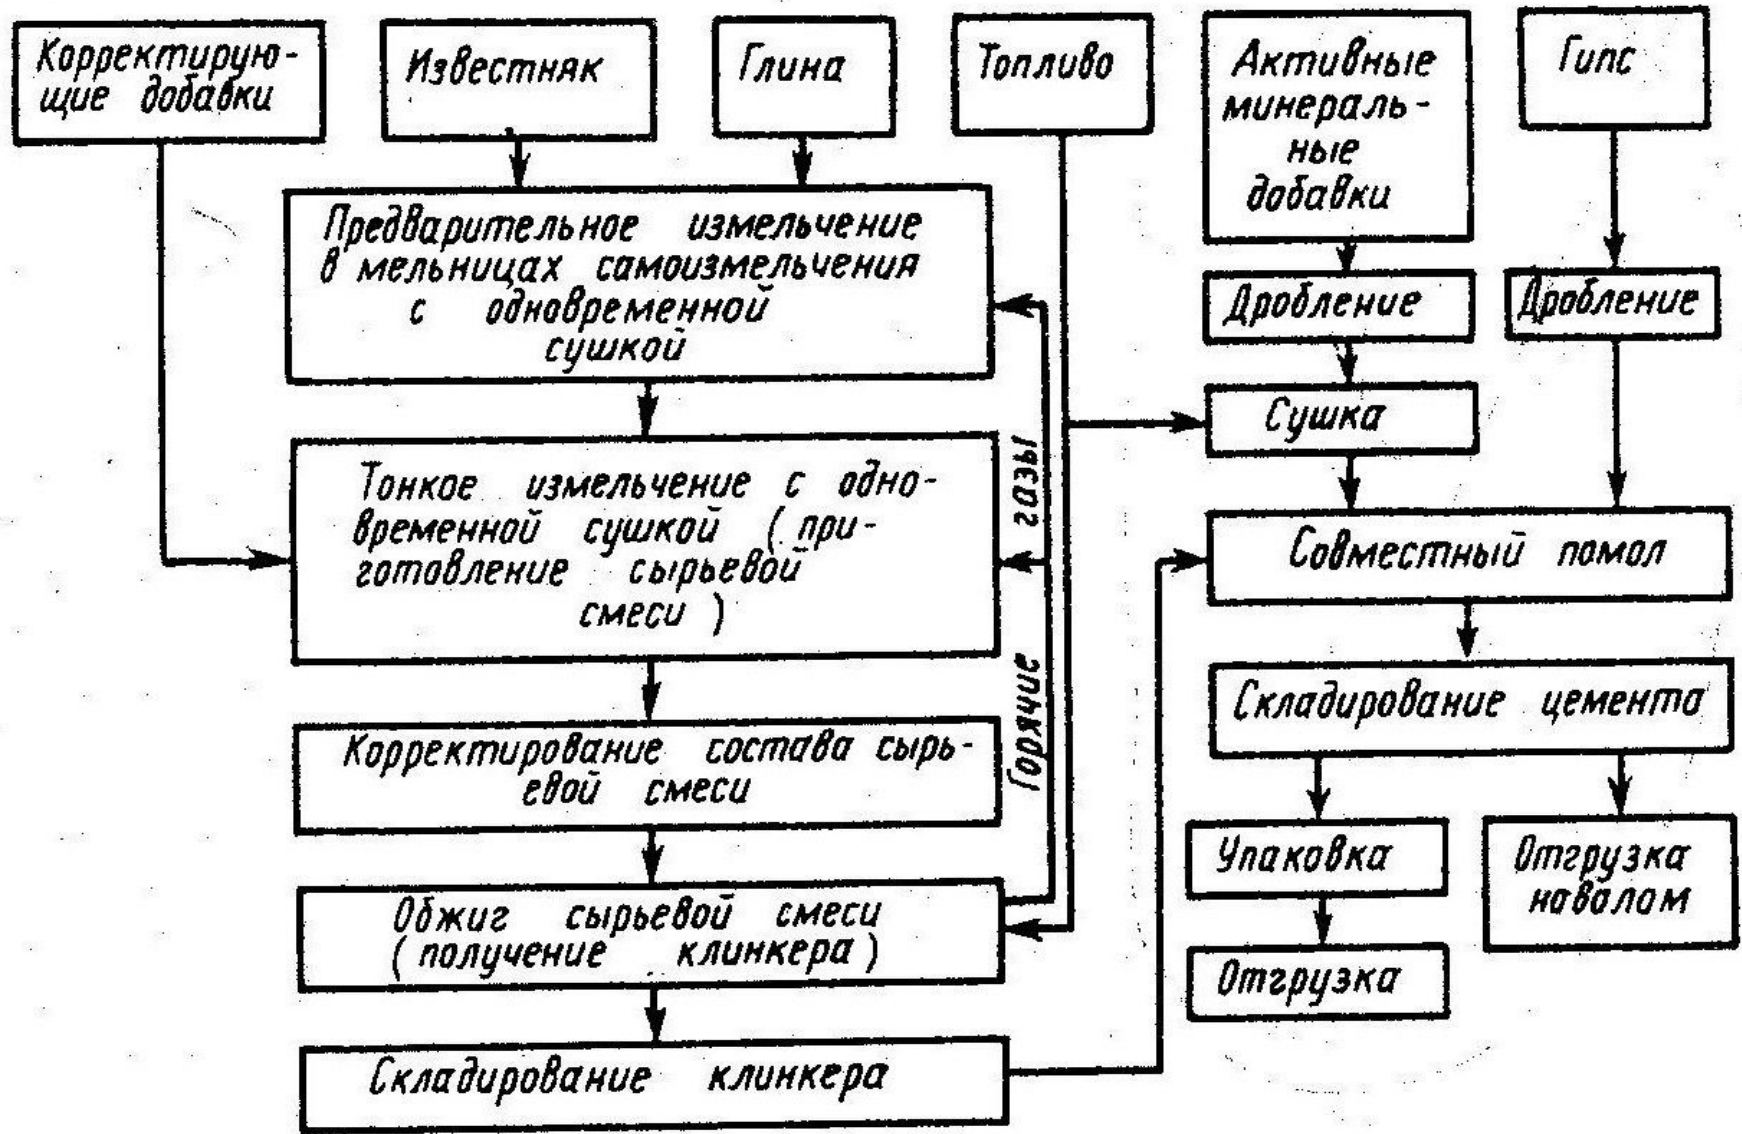 Корректирую-
щие добавки
Известняк
Глина
Топливо
Активные
минераль-
ные
добавки
Гипс
Предварительное измельчение
в мельницах самоизмельчения
с одновременной
сушкой
Дробление
Дробление
Сушка
Тонкое измельчение с одно-
временной сушкой (при-
готовление сырьевой
смеси)
Горячие газы
Совместный помол
Складирование цемента
Корректирование состава сырь-
евой смеси
Упаковка
Отгрузка
навалом
Обжиг сырьевой смеси
(получение клинкера)
Отгрузка
Складирование клинкера